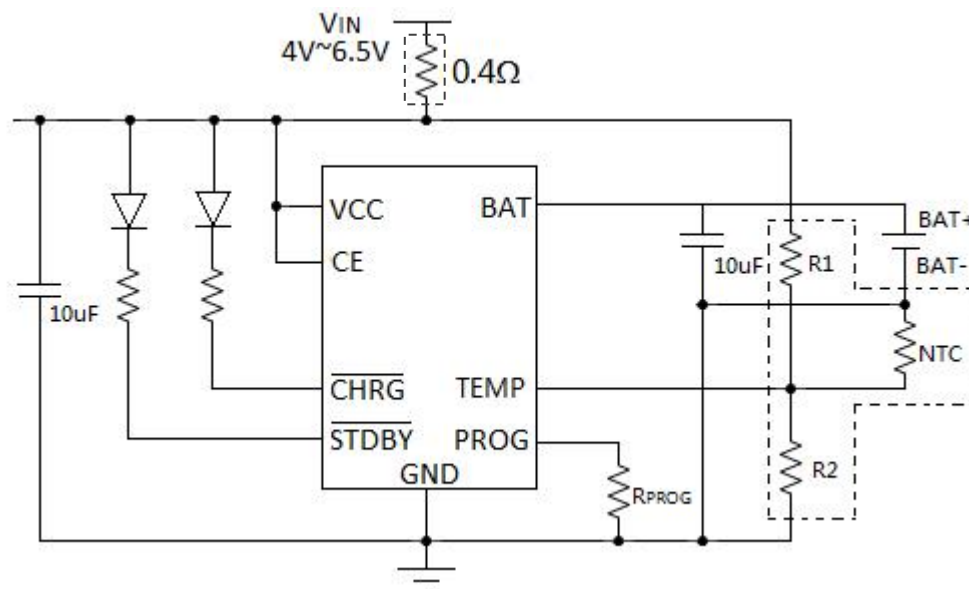 VIN
4V~6.5V
0.4Ω
VCC
BAT
BAT+
CE
10uF
R1
BAT-
10uF
NTC
CHRG
TEMP
STDBY
PROG
GND
RPROG
R2